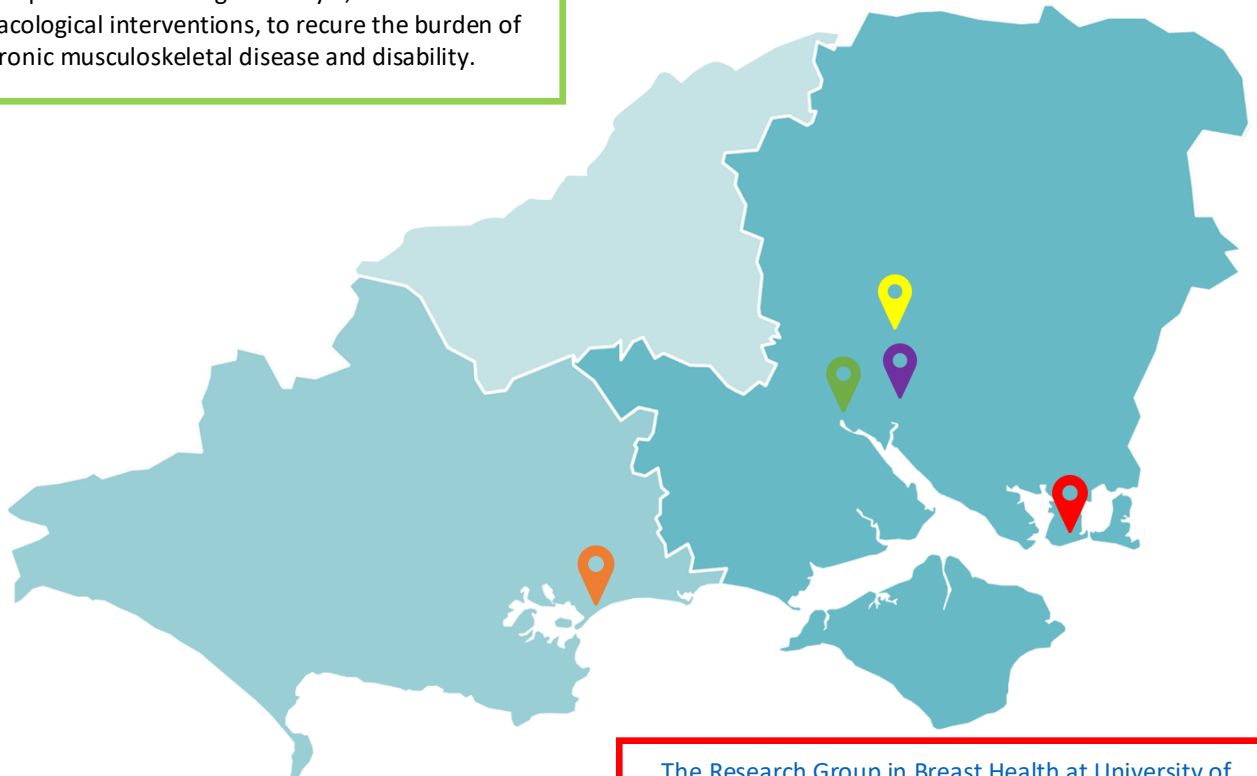 acological interventions, to recure the burden of
ronic musculoskeletal disease and disability.
The Research Group in Breast Health at University of